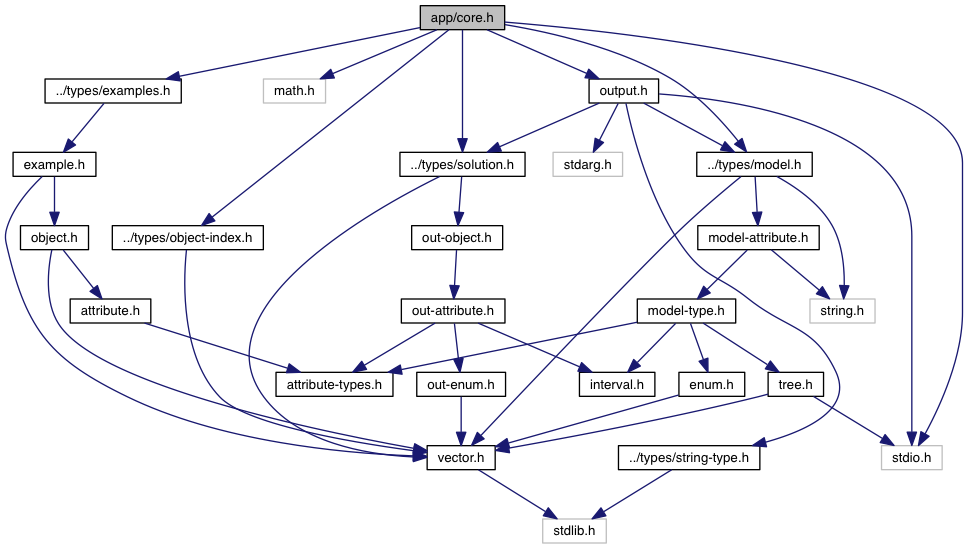 app/core.h
../types/examples.h
math.h
output.h
example.h
../types/solution.h
stdarg.h
../types/model.h
object.h
../types/object-index.h
out-object.h
model-attribute.h
attribute.h
out-attribute.h
model-type.h
string.h
attribute-types.h
out-enum.h
interval.h
enum.h
tree.h
vector.h
../types/string-type.h
stdio.h
stdlib.h